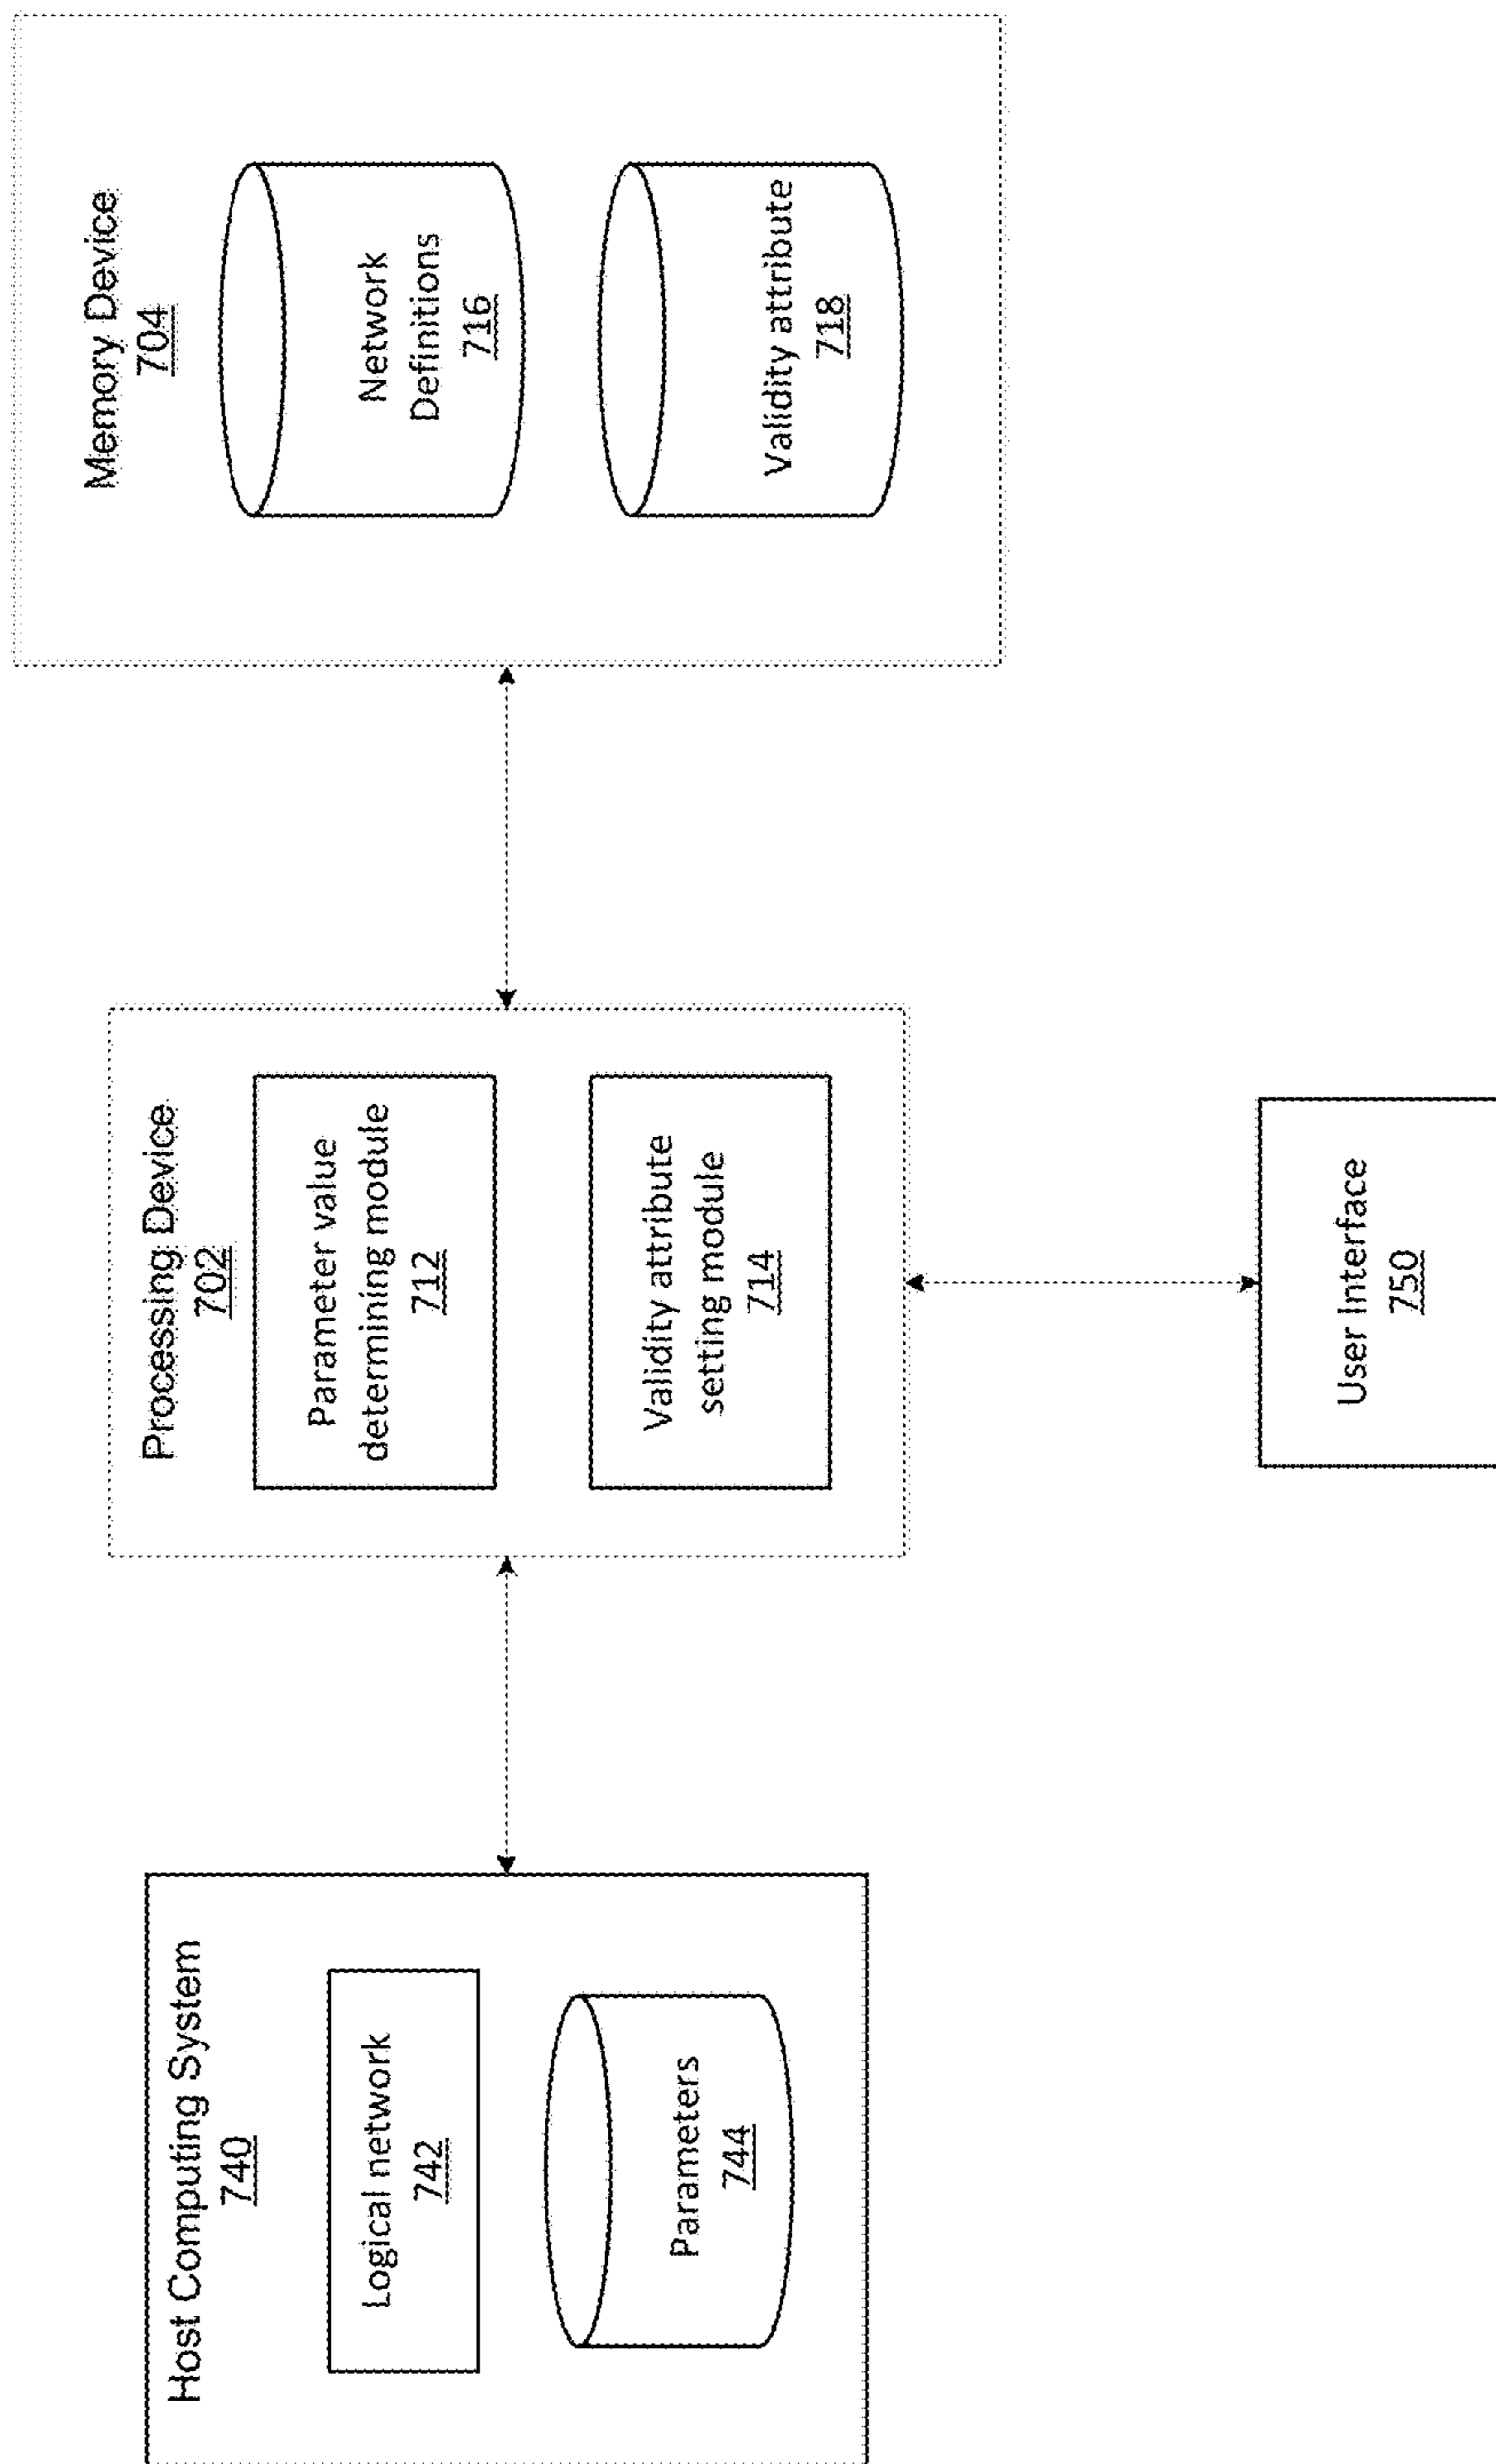 Host Computing System
740
Logical network
742
Parameters
744
Processing Device
702
Parameter value
determining module
712
Validity attribute
setting module
714
User Interface
750
Memory Device
704
Network
Definitions
716
Validity attribute
718